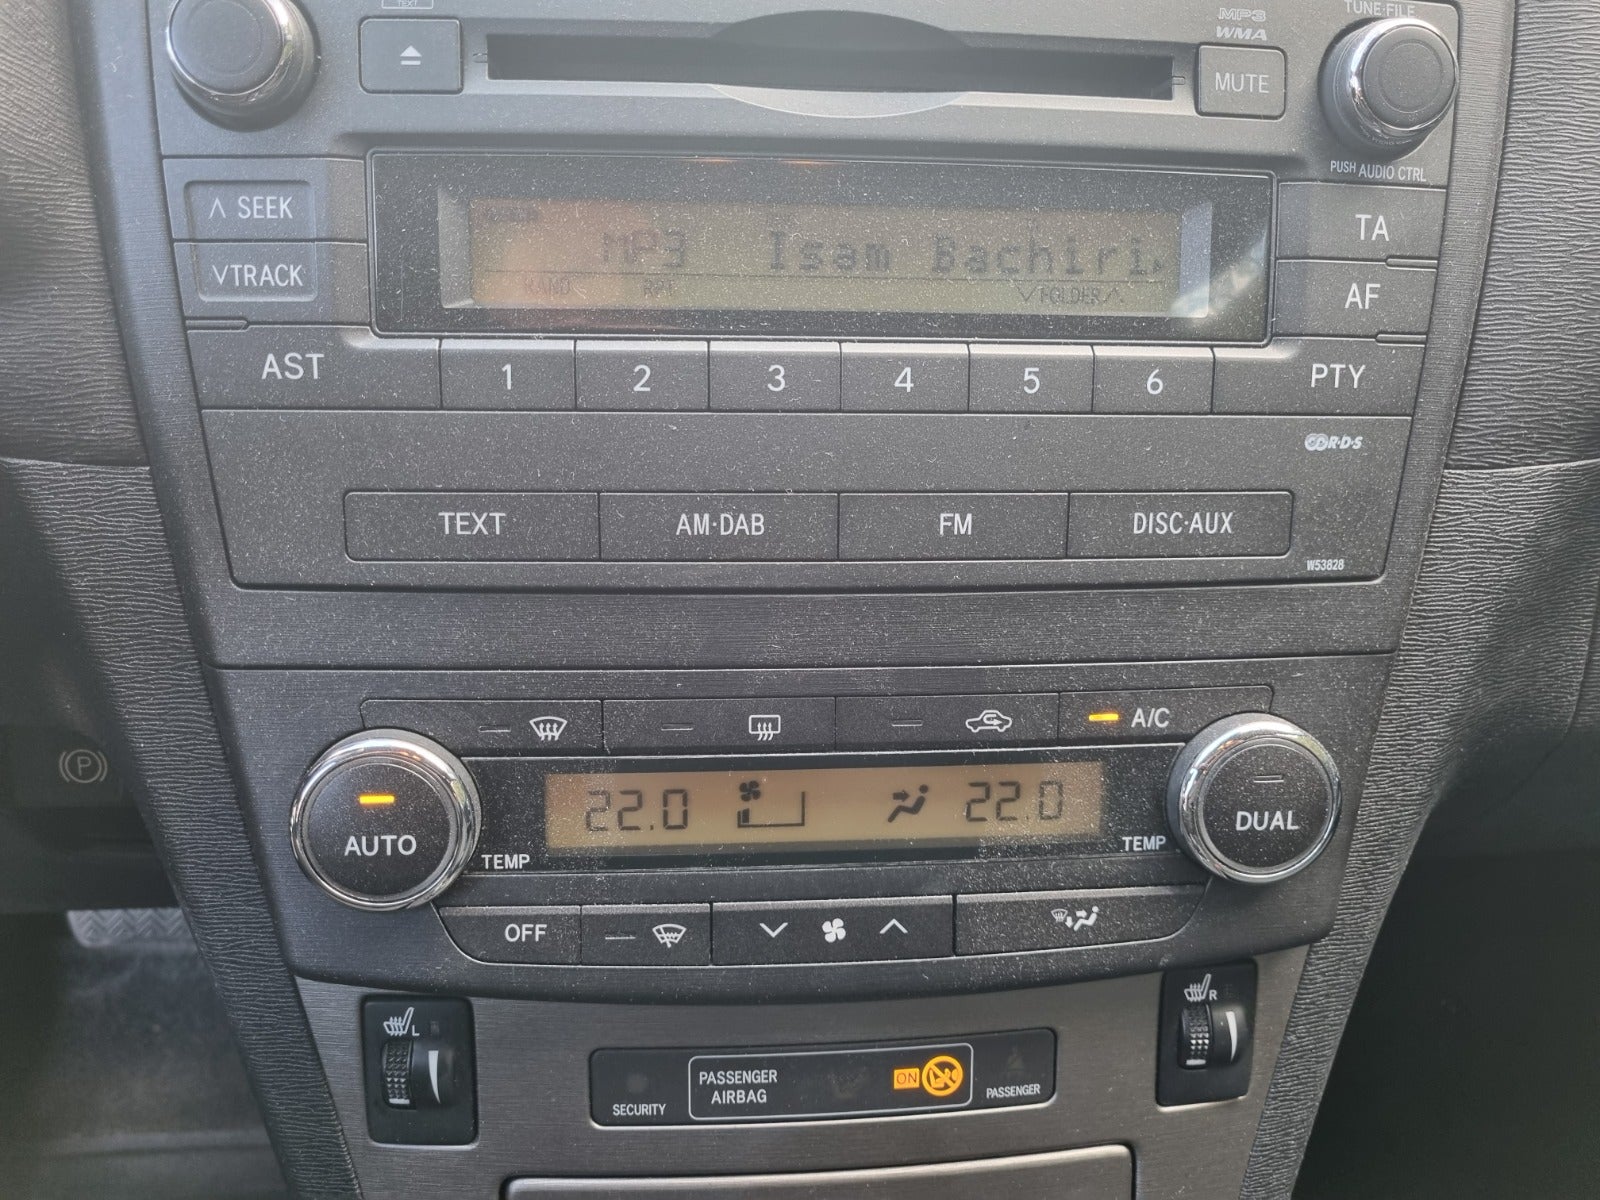 TEXT
MP3
WMA
TUNE·FILE
MUTE
PUSH AUDIO CTRL
∧ SEEK
∨TRACK
MP3 Isam Bachiri
RAND RPT ∨FOLDER∧
TA
AF
AST 1 2 3 4 5 6 PTY
R·D·S
TEXT AM·DAB FM DISC·AUX
W53828
A/C
AUTO
TEMP
22.0 22.0
TEMP
DUAL
OFF
P
L
R
SECURITY
PASSENGER
AIRBAG
ON
PASSENGER